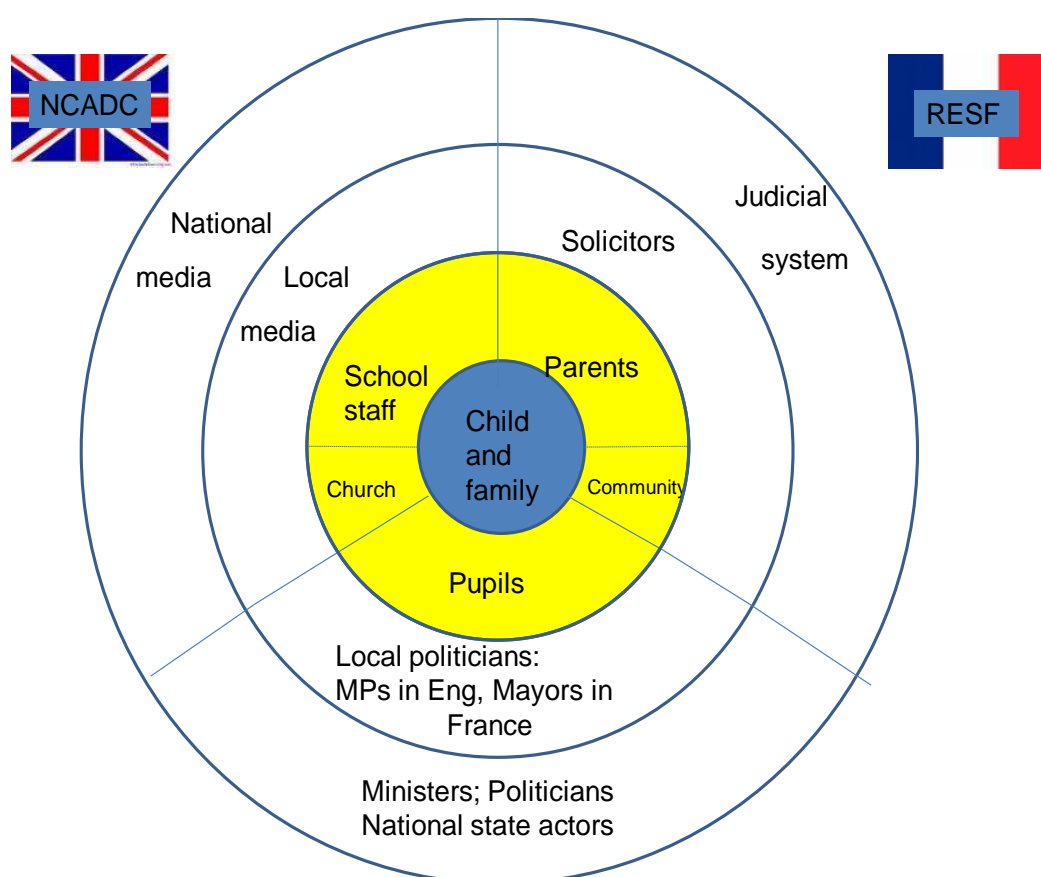 NCADC
RESF
Judicial
system
National
media
Solicitors
Local
media
Parents
School
staff
Child
and
family
Church
Community
Pupils
Local politicians:
MPs in Eng, Mayors in
France
Ministers; Politicians
National state actors